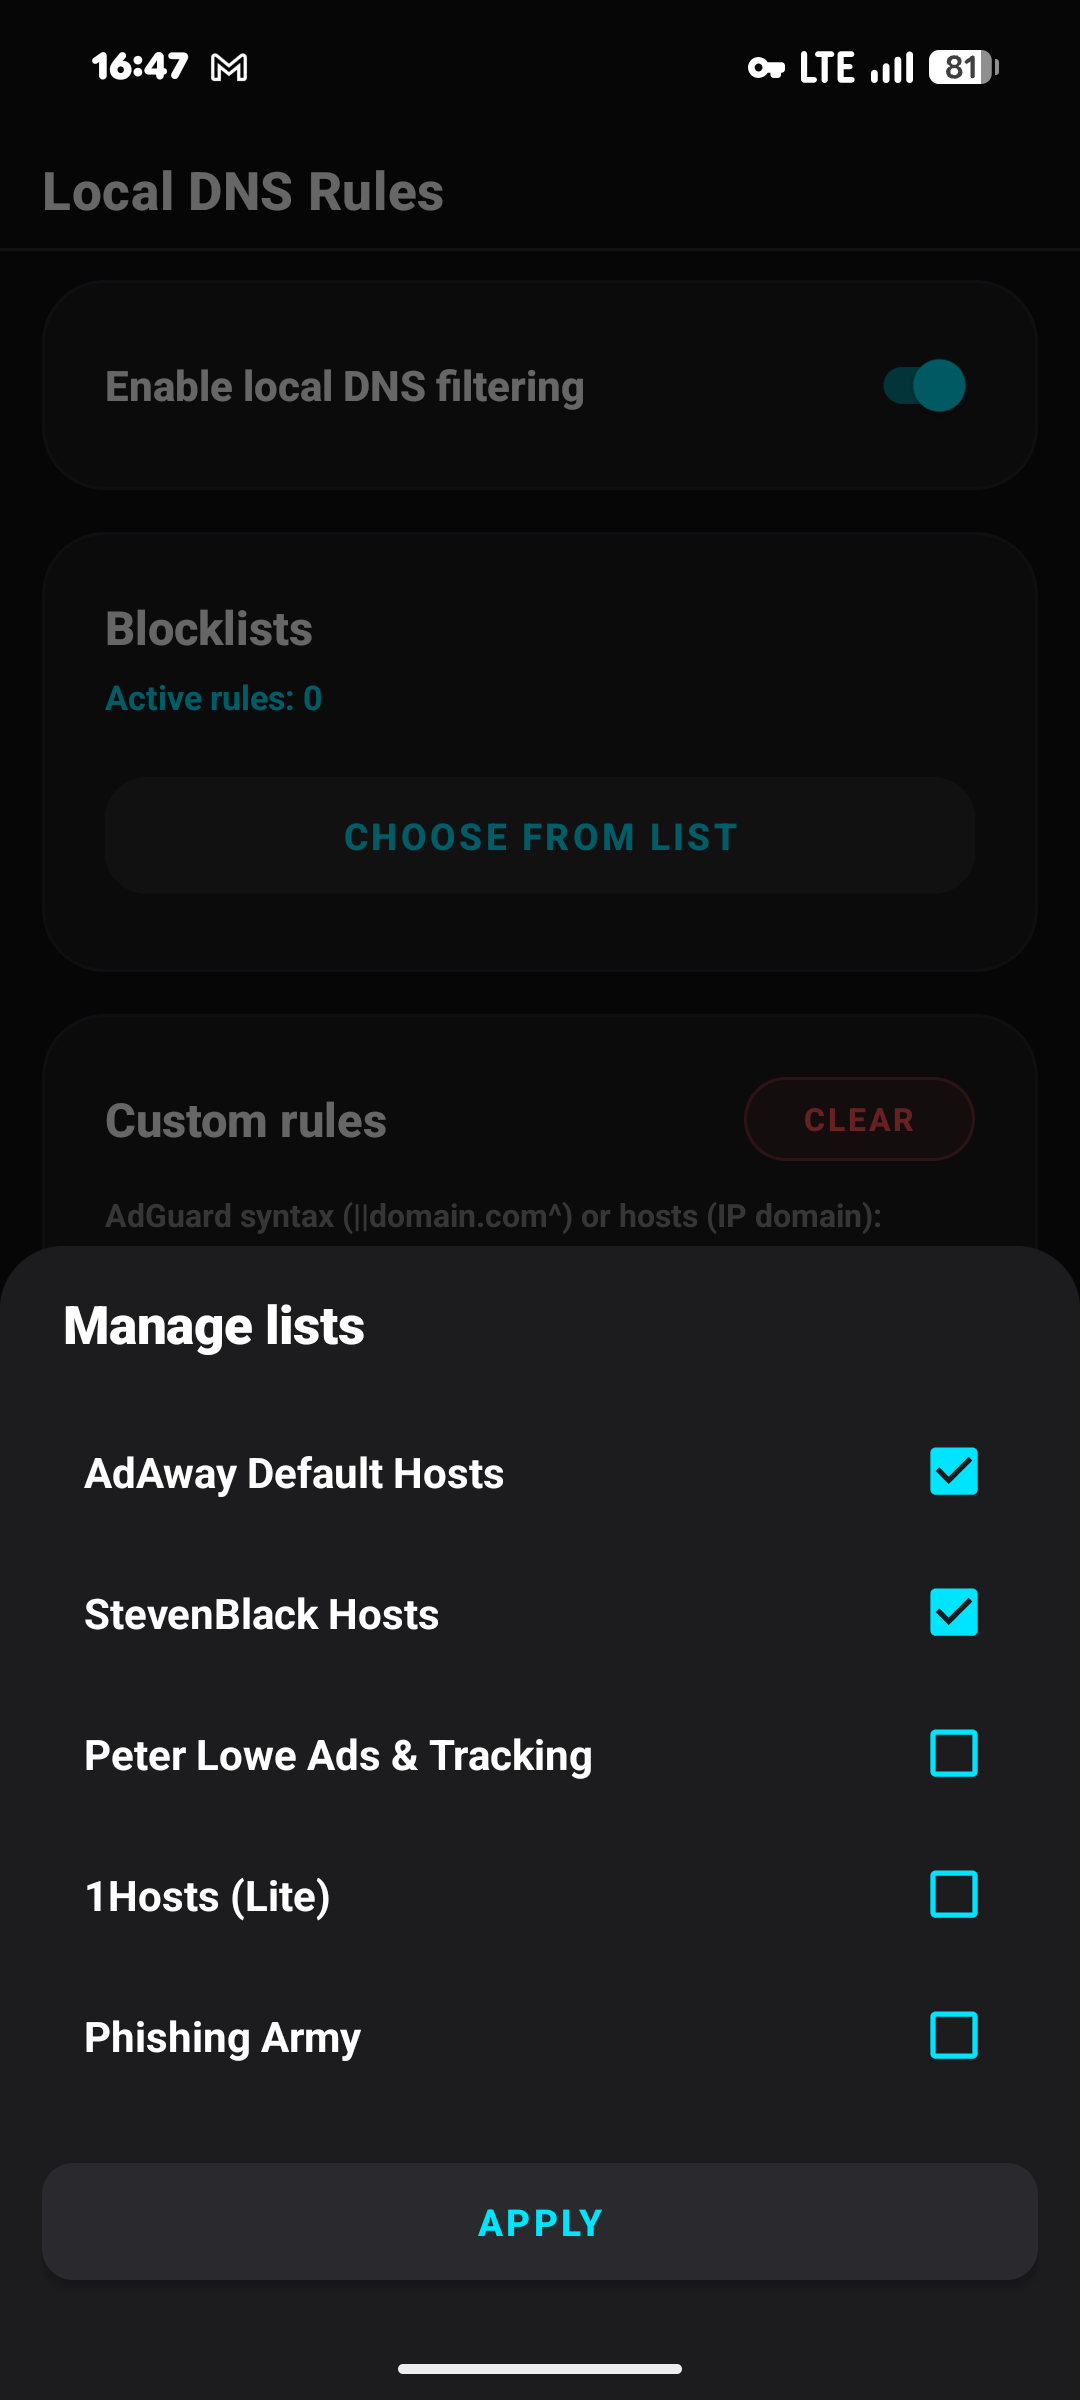 16:47 LTE 81
Local DNS Rules
Enable local DNS filtering
Blocklists
Active rules: 0
CHOOSE FROM LIST
Custom rules
CLEAR
AdGuard syntax (||domain.com^) or hosts (IP domain):
Manage lists
AdAway Default Hosts
StevenBlack Hosts
Peter Lowe Ads & Tracking
1Hosts (Lite)
Phishing Army
APPLY